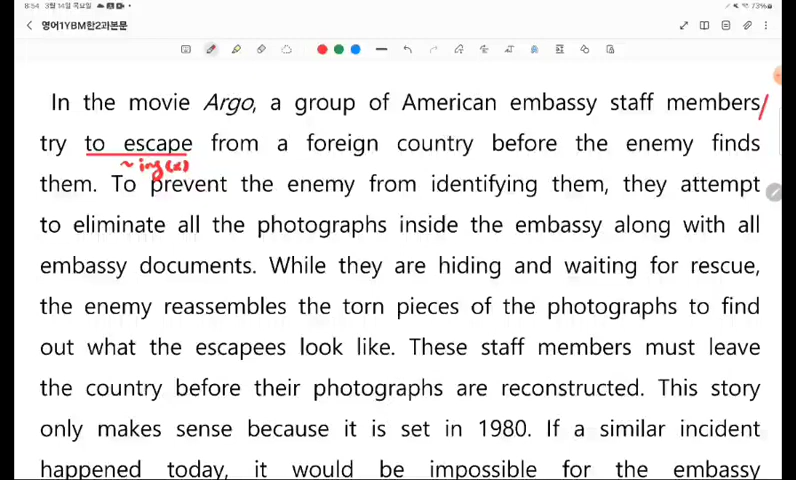 8:54 3월 14일 목요일
73%
영어1YBM한2과본문
In the movie Argo, a group of American embassy staff members
try to escape from a foreign country before the enemy finds
~ing(x)
them. To prevent the enemy from identifying them, they attempt
to eliminate all the photographs inside the embassy along with all
embassy documents. While they are hiding and waiting for rescue,
the enemy reassembles the torn pieces of the photographs to find
out what the escapees look like. These staff members must leave
the country before their photographs are reconstructed. This story
only makes sense because it is set in 1980. If a similar incident
happened today, it would be impossible for the embassy